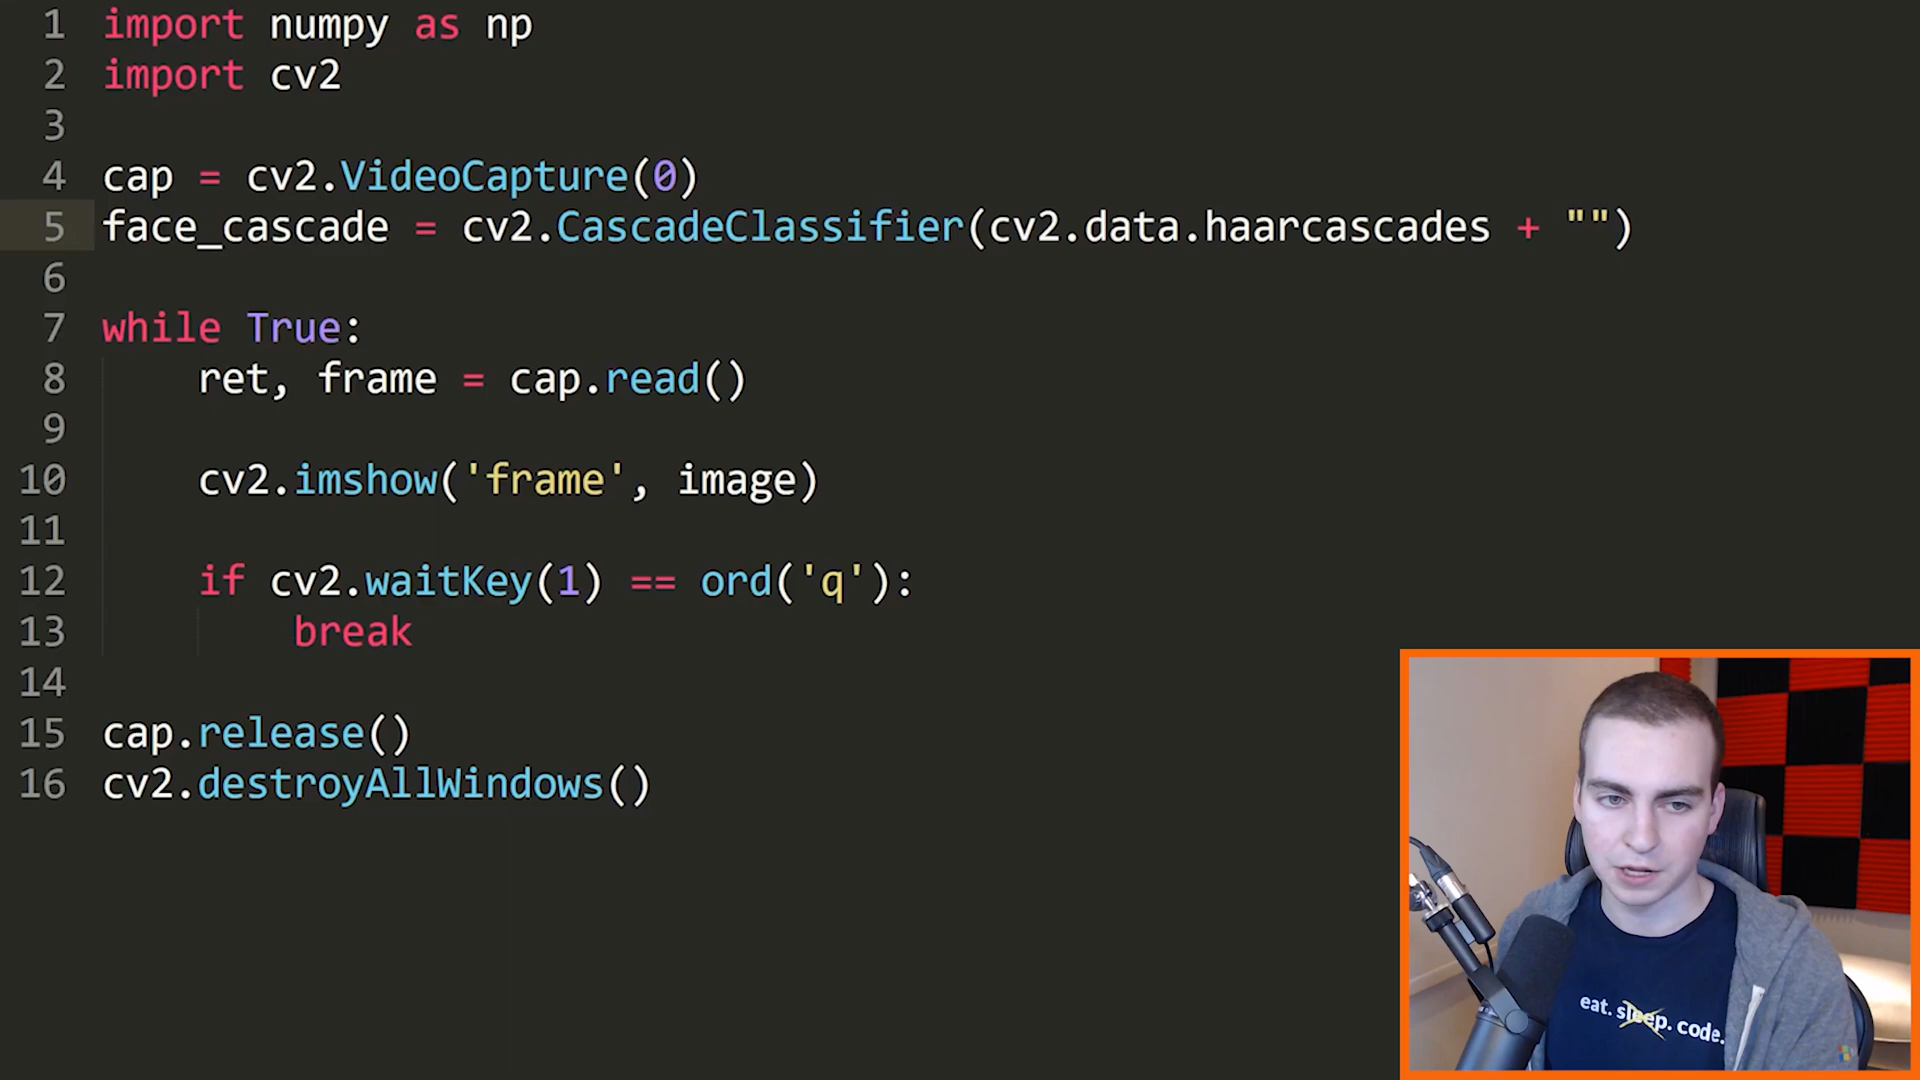 1 import numpy as np
2 import cv2
3
4 cap = cv2.VideoCapture(0)
5 face_cascade = cv2.CascadeClassifier(cv2.data.haarcascades + "")
6
7 while True:
8     ret, frame = cap.read()
9
10     cv2.imshow('frame', image)
11
12     if cv2.waitKey(1) == ord('q'):
13         break
14
15 cap.release()
16 cv2.destroyAllWindows()
eat. sleep. code.